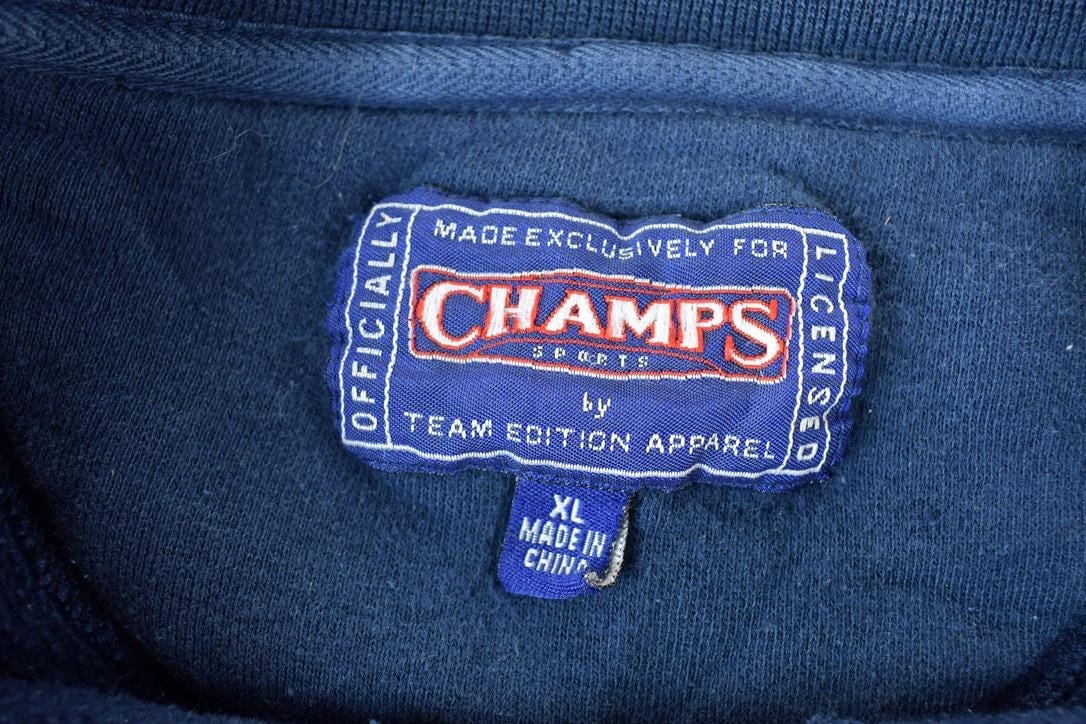 OFFICIALLY
MADE EXCLUSIVELY FOR
CHAMPS
SPORTS
by
TEAM EDITION APPAREL
LICENSED
XL
MADE IN
CHINA